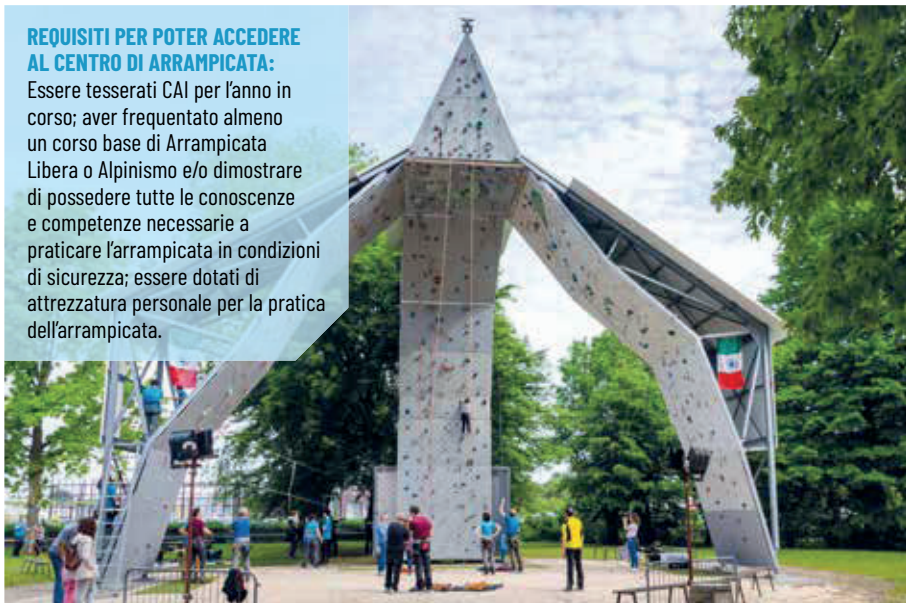 REQUISITI PER POTER ACCEDERE
AL CENTRO DI ARRAMPICATA:
Essere tesserati CAI per l'anno in
corso; aver frequentato almeno
un corso base di Arrampicata
Libera o Alpinismo e/o dimostrare
di possedere tutte le conoscenze
e competenze necessarie a
praticare l'arrampicata in condizioni
di sicurezza; essere dotati di
attrezzatura personale per la pratica
dell'arrampicata.